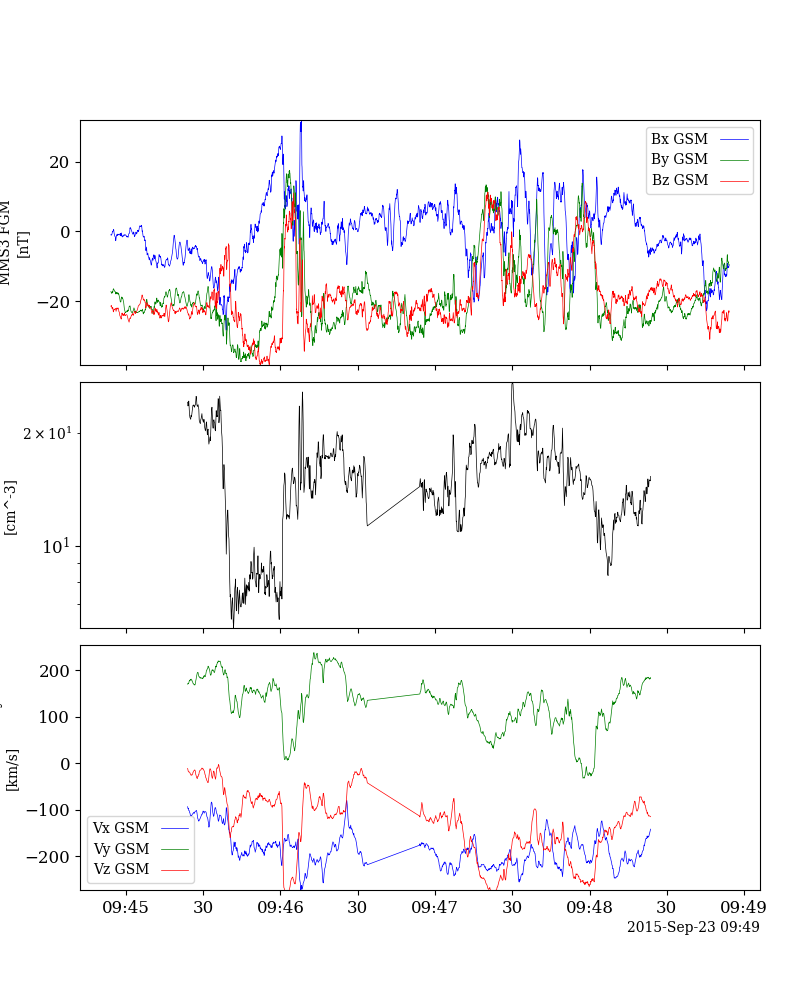 Bx GSM
By GSM
Bz GSM
20
0
−20
MMS3 FGM
[nT]
2 × 10¹
10¹
[cm^-3]
200
100
0
−100
−200
[km/s]
Vx GSM
Vy GSM
Vz GSM
09:45 30 09:46 30 09:47 30 09:48 30 09:49
2015-Sep-23 09:49